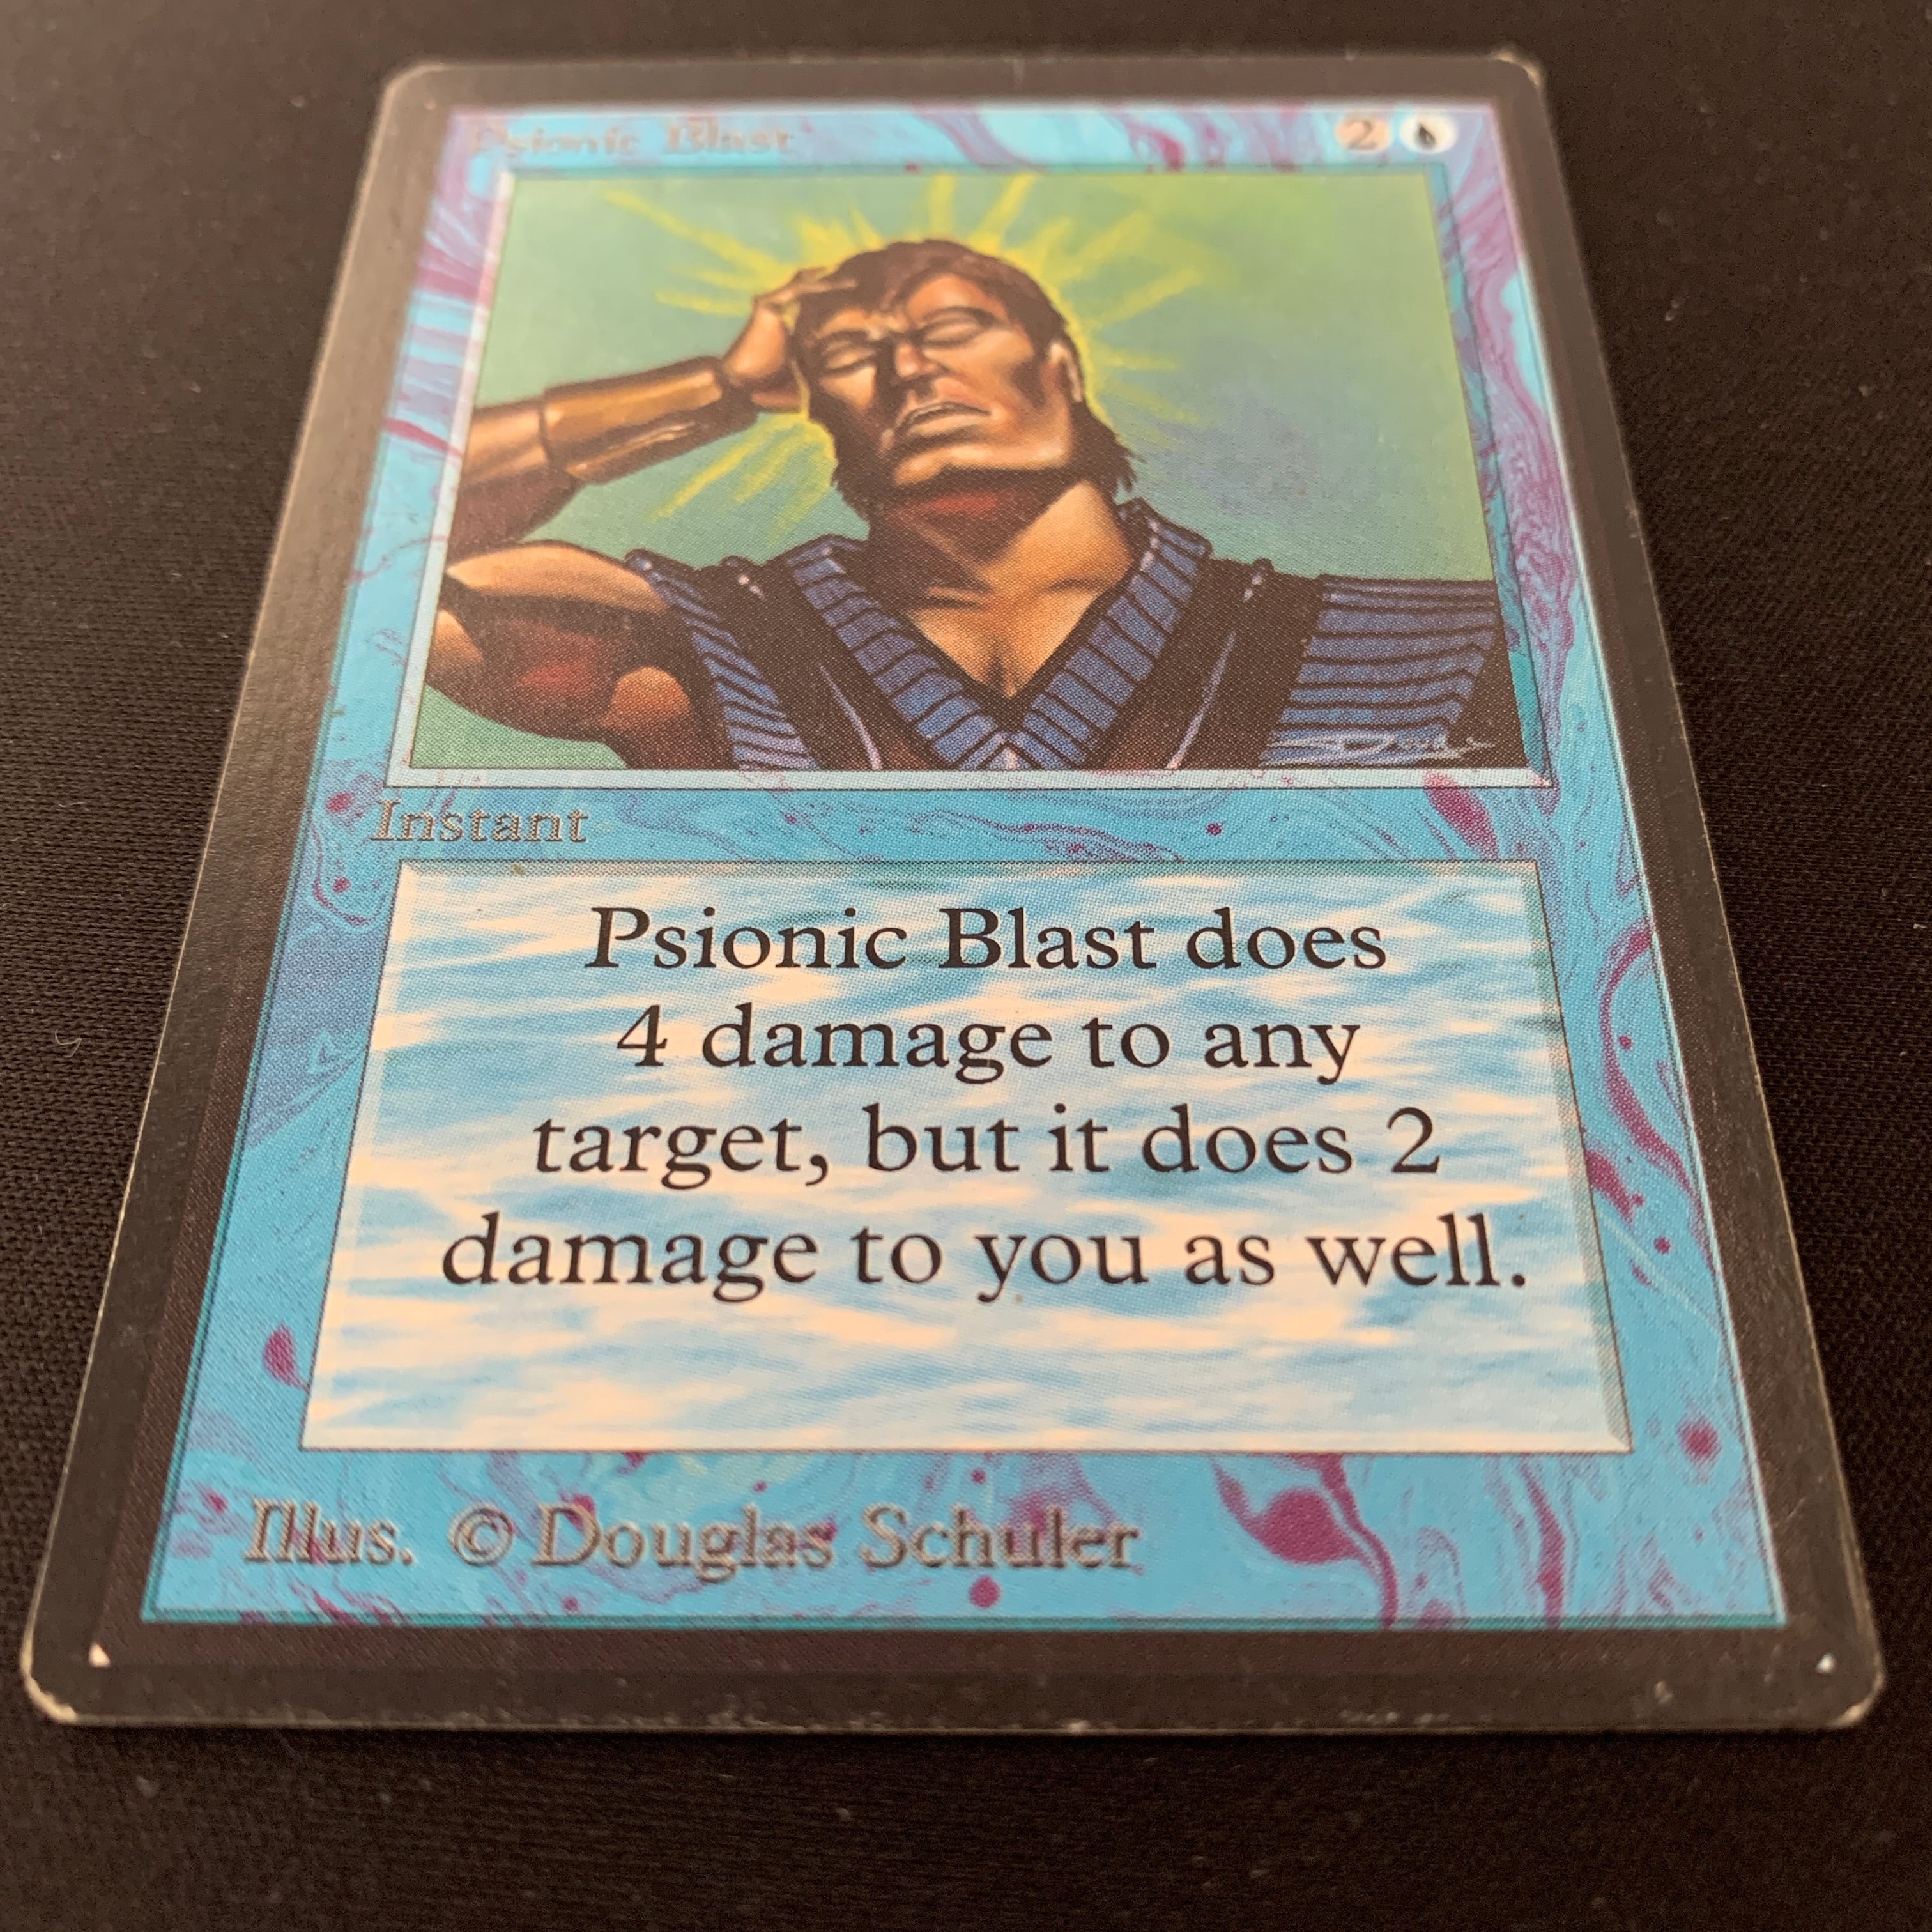 Psionic Blast 2
Instant
Psionic Blast does
4 damage to any
target, but it does 2
damage to you as well.
Illus. © Douglas Schuler